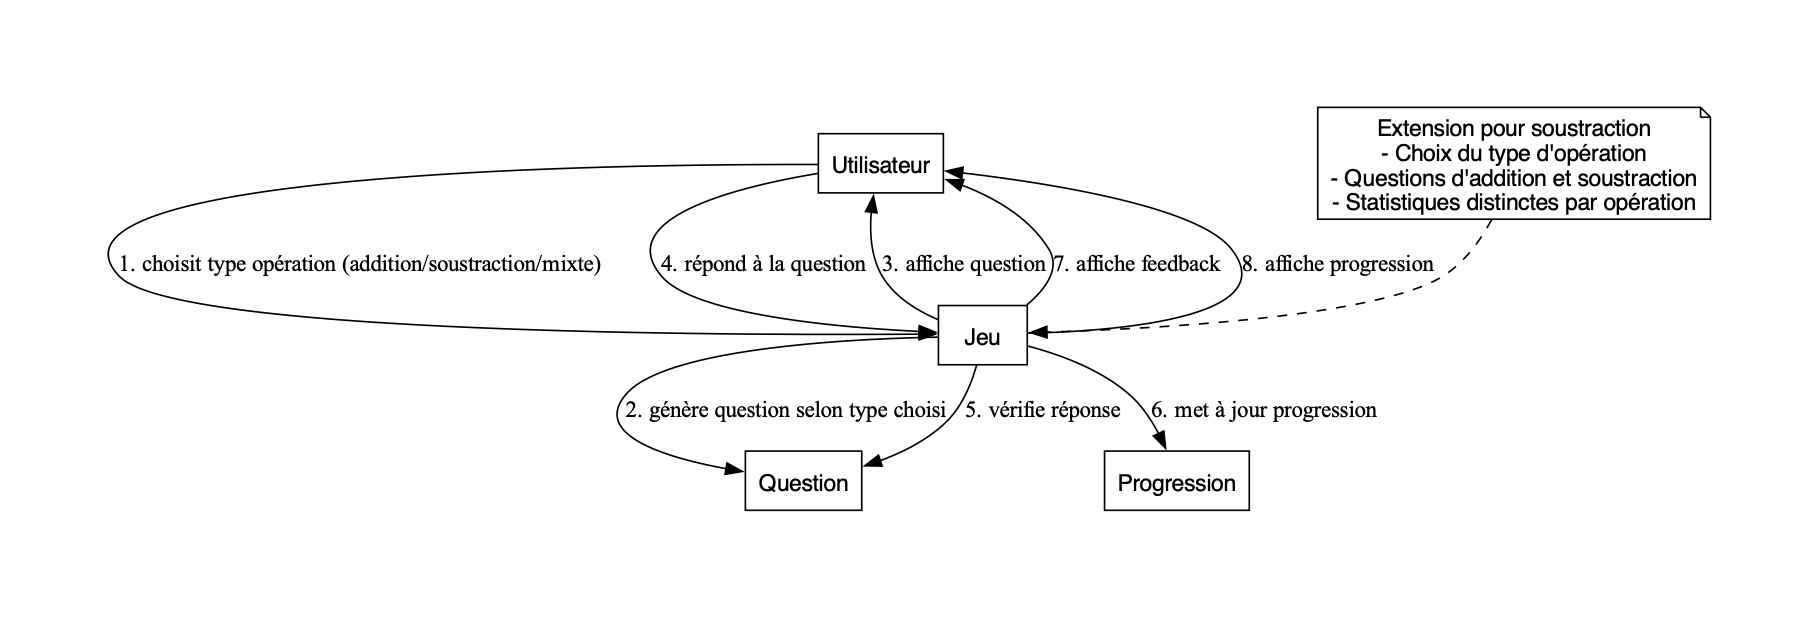 Extension pour soustraction
- Choix du type d'opération
- Questions d'addition et soustraction
- Statistiques distinctes par opération
Utilisateur
1. choisit type opération (addition/soustraction/mixte)
4. répond à la question
3. affiche question
7. affiche feedback
8. affiche progression
Jeu
2. génère question selon type choisi
5. vérifie réponse
6. met à jour progression
Question
Progression